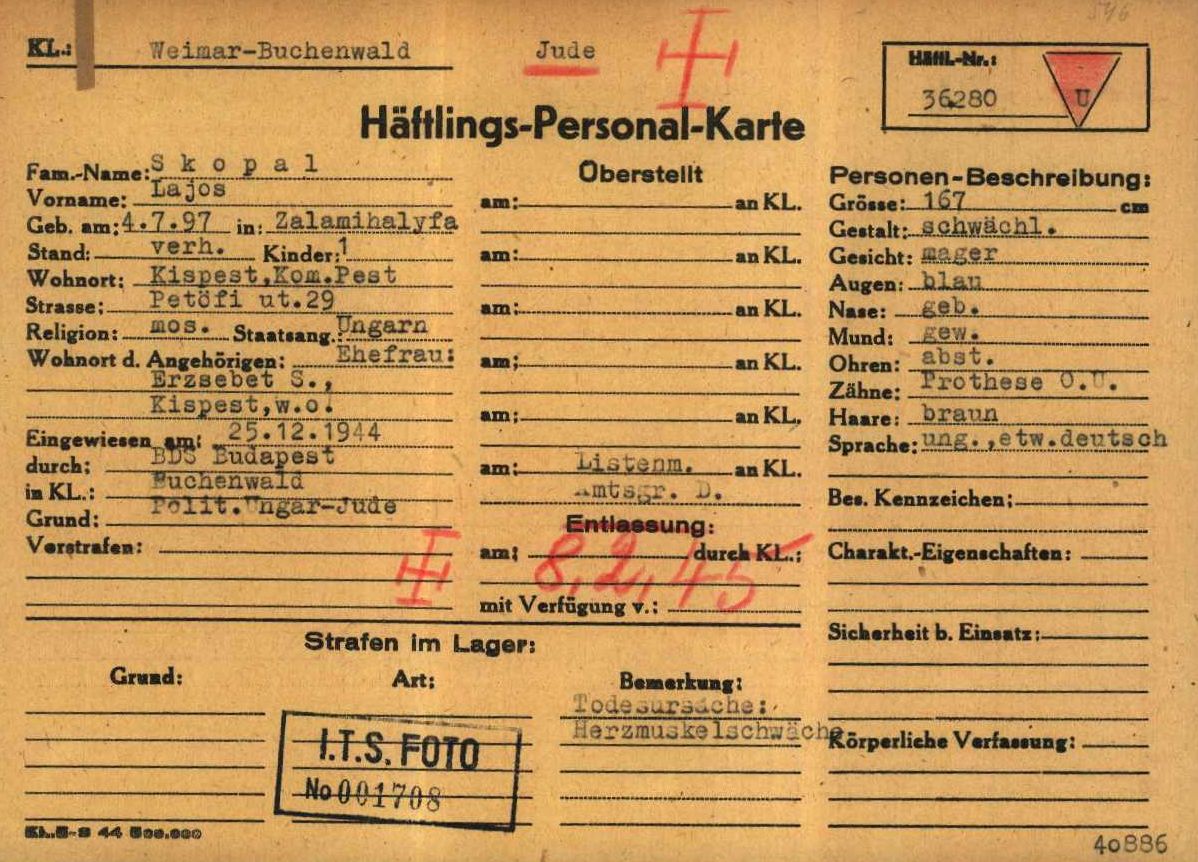 546
KL.: Weimar-Buchenwald Jude
Häftl.-Nr.:
36280 U
Häftlings-Personal-Karte
Fam.-Name: Skopal
Vorname: Lajos
Geb. am: 4.7.97 in: Zalamihalyfa
Stand: verh. Kinder: 1
Wohnort: Kispest,Kom.Pest
Strasse: Petöfi ut.29
Religion: mos. Staatsang.: Ungarn
Wohnort d. Angehörigen: Ehefrau:
Erzsebet S.,
Kispest,w.o.
Eingewiesen am: 25.12.1944
durch: BDS Budapest
in KL.: Buchenwald
Grund: Polit.Ungar-Jude
Vorstrafen:
Überstellt
am: an KL.
am: an KL.
am: an KL.
am: an KL.
am: an KL.
am: Listenm. an KL.
Amtsgr. D.
Entlassung:
am: durch KL.:
8.2.45
mit Verfügung v.:
Personen-Beschreibung:
Grösse: 167 cm
Gestalt: schwächl.
Gesicht: mager
Augen: blau
Nase: geb.
Mund: gew.
Ohren: abst.
Zähne: Prothese O.U.
Haare: braun
Sprache: ung.,etw.deutsch
Bes. Kennzeichen:
Charakt.-Eigenschaften:
Sicherheit b. Einsatz:
Körperliche Verfassung:
Strafen im Lager:
Grund: Art: Bemerkung:
Todesursache:
Herzmuskelschwäche
I.T.S. FOTO
No 001708
40886